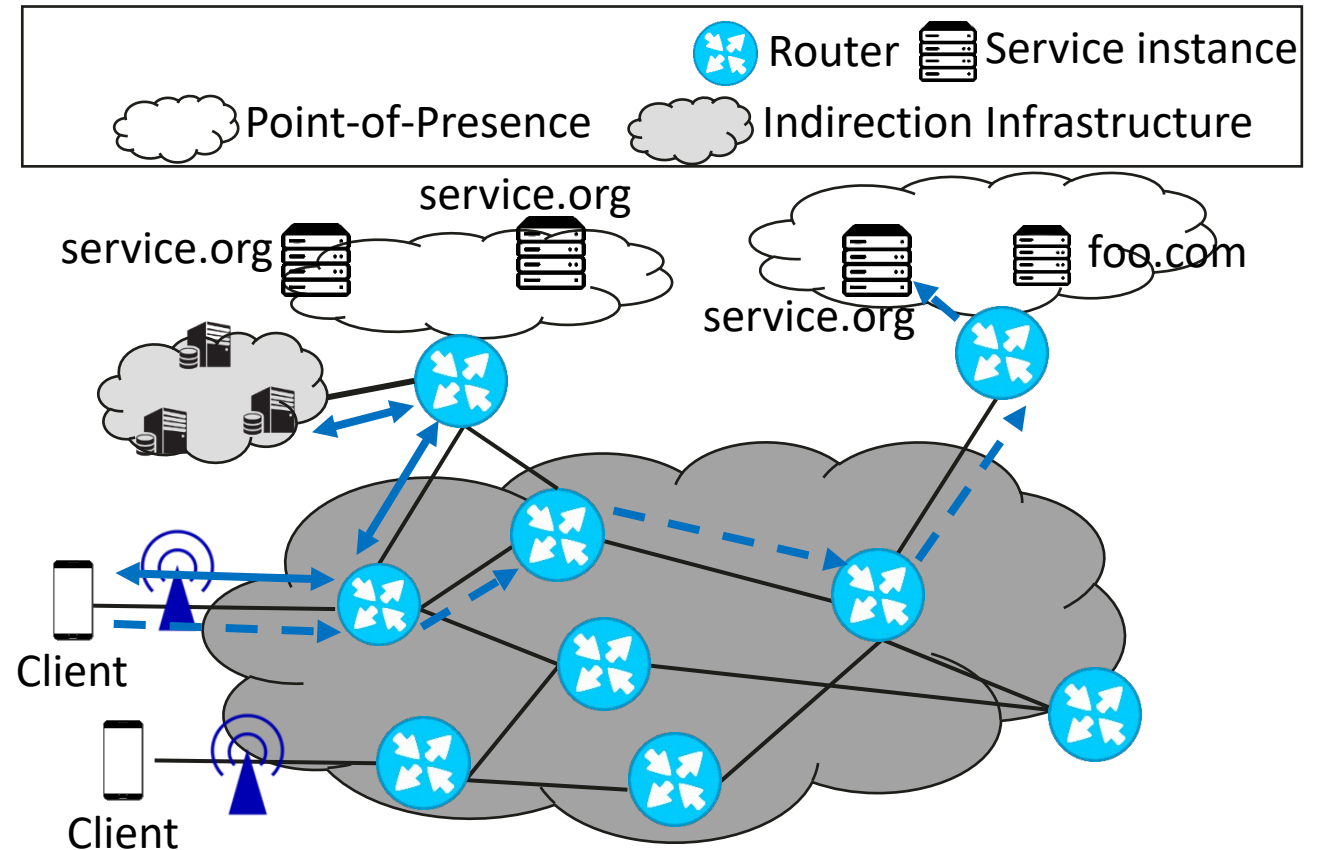 Router
Service instance
Point-of-Presence
Indirection Infrastructure
service.org
service.org
service.org
foo.com
Client
Client